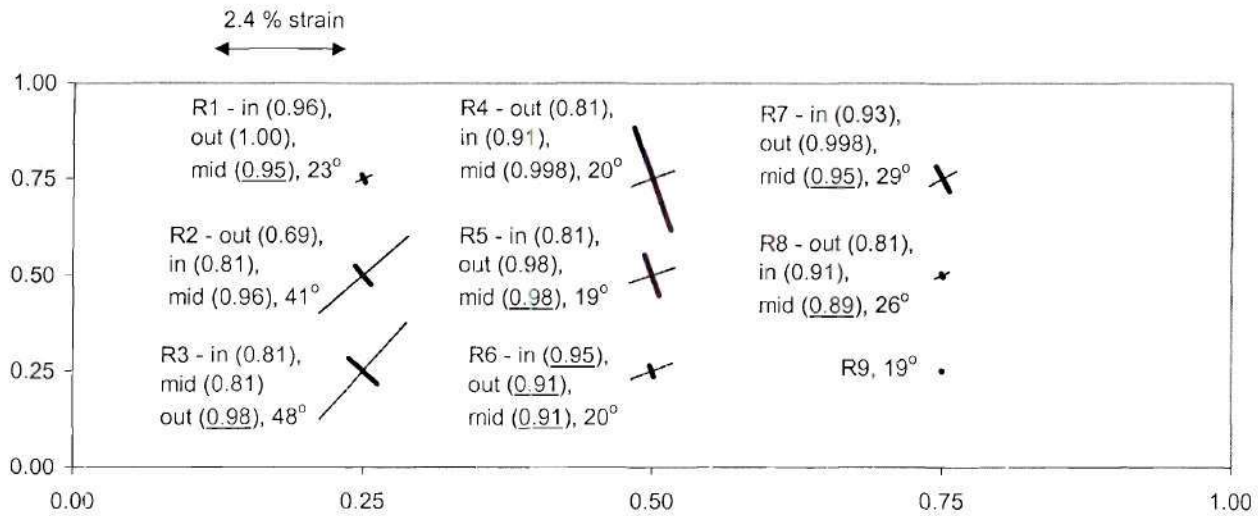 2.4 % strain
1.00
R1 - in (0.96),
out (1.00),
mid (0.95), 23°
R4 - out (0.81),
in (0.91),
mid (0.998), 20°
R7 - in (0.93),
out (0.998),
mid (0.95), 29°
0.75
R2 - out (0.69),
in (0.81),
mid (0.96), 41°
R5 - in (0.81),
out (0.98),
mid (0.98), 19°
R8 - out (0.81),
in (0.91),
mid (0.89), 26°
0.50
R3 - in (0.81),
mid (0.81)
out (0.98), 48°
R6 - in (0.95),
out (0.91),
mid (0.91), 20°
R9, 19°
0.25
0.00
0.00 0.25 0.50 0.75 1.00